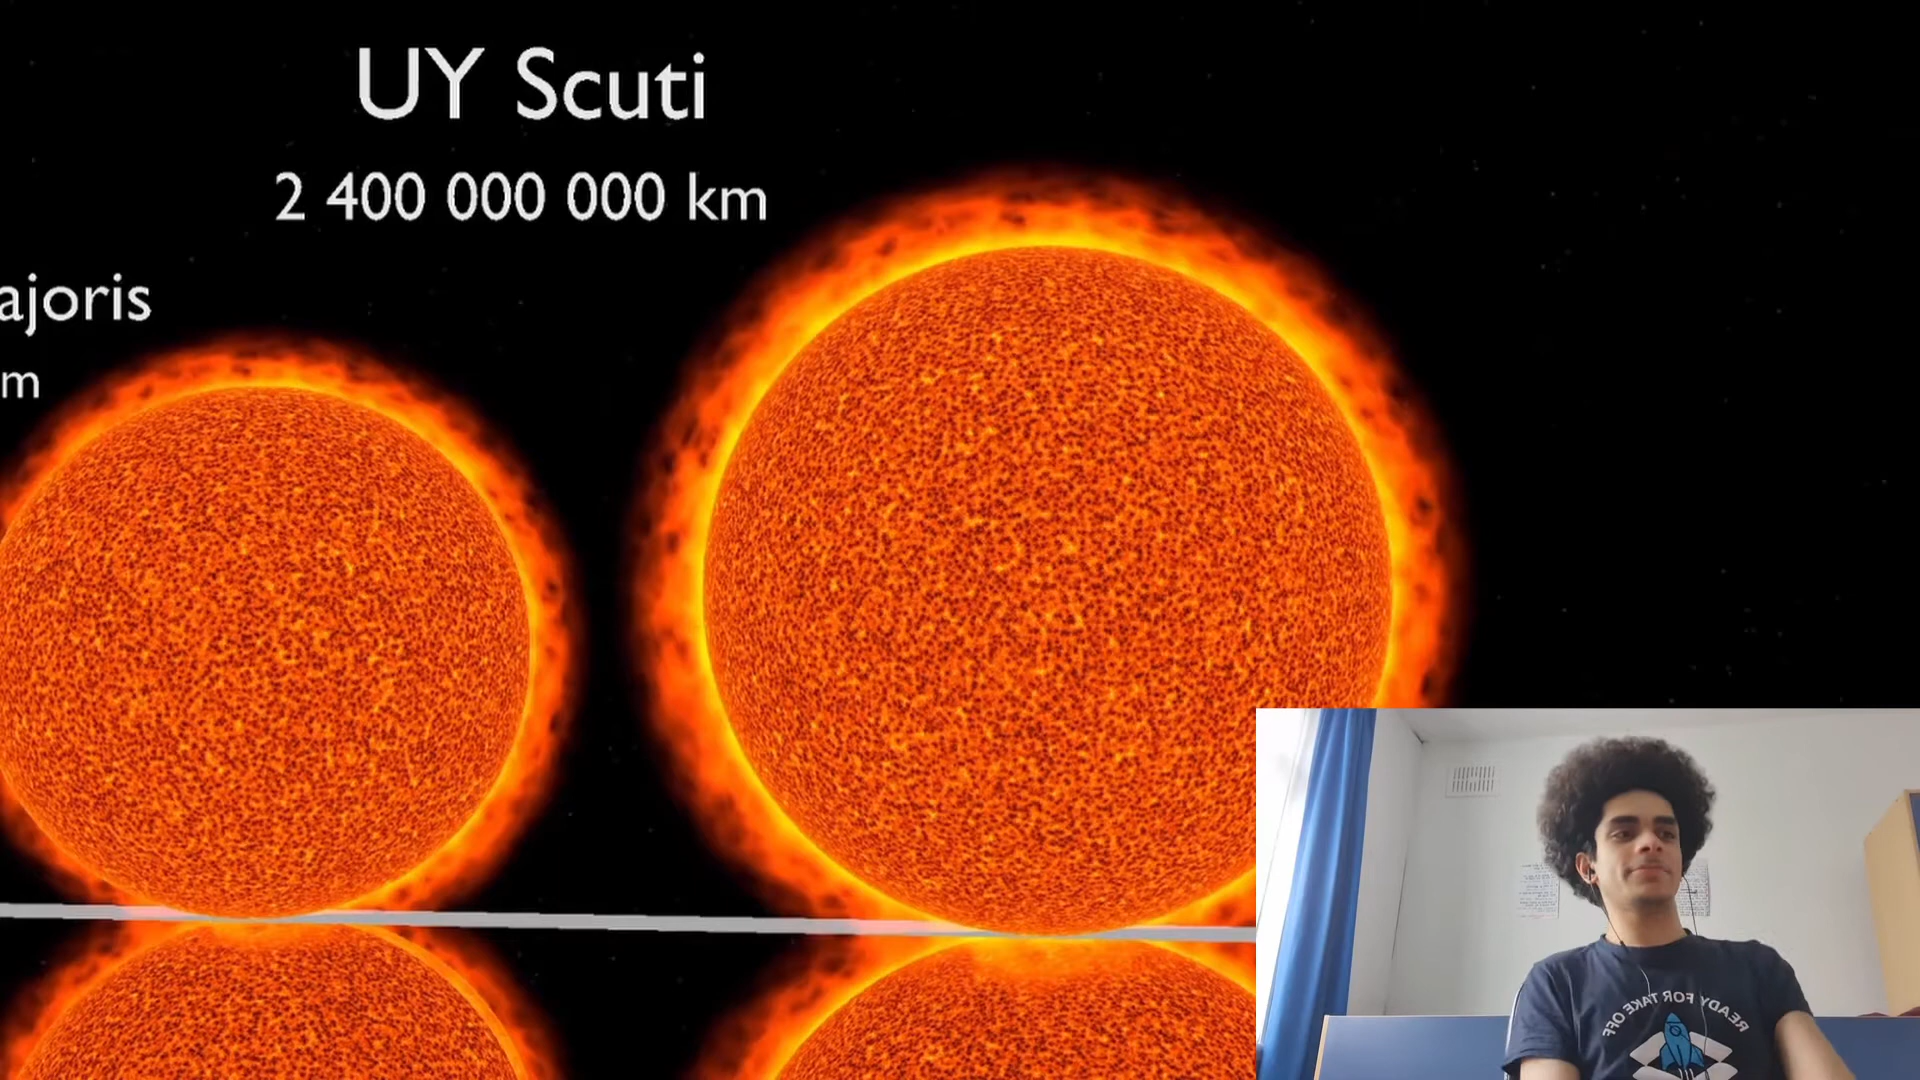 UY Scuti
2 400 000 000 km
ajoris
m
READY FOR TAKE OFF